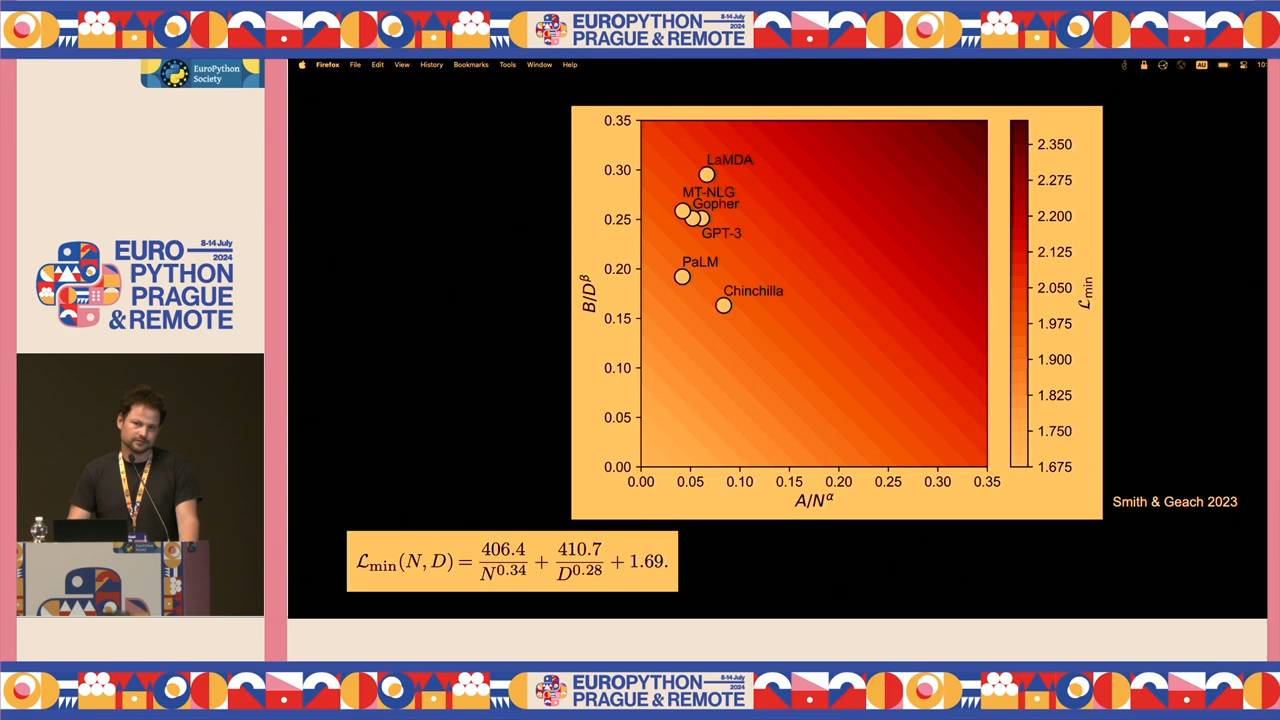 EUROPYTHON
8-14 July
2024
PRAGUE & REMOTE
EuroPython
Society
Firefox File Edit View History Bookmarks Tools Window Help
AU
10:
EURO
8-14 July
2024
PYTHON
PRAGUE
& REMOTE
0.35
0.30
0.25
0.20
0.15
0.10
0.05
0.00
B/D^β
LaMDA
MT-NLG
Gopher
GPT-3
PaLM
Chinchilla
0.00 0.05 0.10 0.15 0.20 0.25 0.30 0.35
A/N^α
2.350
2.275
2.200
2.125
2.050
1.975
1.900
1.825
1.750
1.675
ℒmin
Smith & Geach 2023
ℒmin(N, D) = 406.4/N^0.34 + 410.7/D^0.28 + 1.69.
EUROPYTHON
8-14 July
2024
PRAGUE & REMOTE